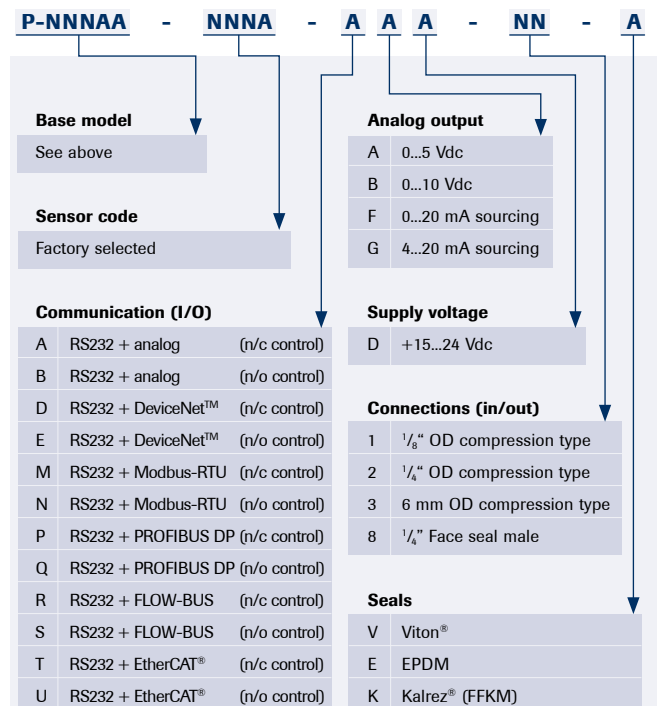 P-NNNAA - NNNA - A A A - NN - A
Base model
See above
Sensor code
Factory selected
Communication (I/O)
A RS232 + analog (n/c control)
B RS232 + analog (n/o control)
D RS232 + DeviceNet™ (n/c control)
E RS232 + DeviceNet™ (n/o control)
M RS232 + Modbus-RTU (n/c control)
N RS232 + Modbus-RTU (n/o control)
P RS232 + PROFIBUS DP (n/c control)
Q RS232 + PROFIBUS DP (n/o control)
R RS232 + FLOW-BUS (n/c control)
S RS232 + FLOW-BUS (n/o control)
T RS232 + EtherCAT® (n/c control)
U RS232 + EtherCAT® (n/o control)
Analog output
A 0...5 Vdc
B 0...10 Vdc
F 0...20 mA sourcing
G 4...20 mA sourcing
Supply voltage
D +15...24 Vdc
Connections (in/out)
1 1/8“ OD compression type
2 1/4“ OD compression type
3 6 mm OD compression type
8 1/4” Face seal male
Seals
V Viton®
E EPDM
K Kalrez® (FFKM)